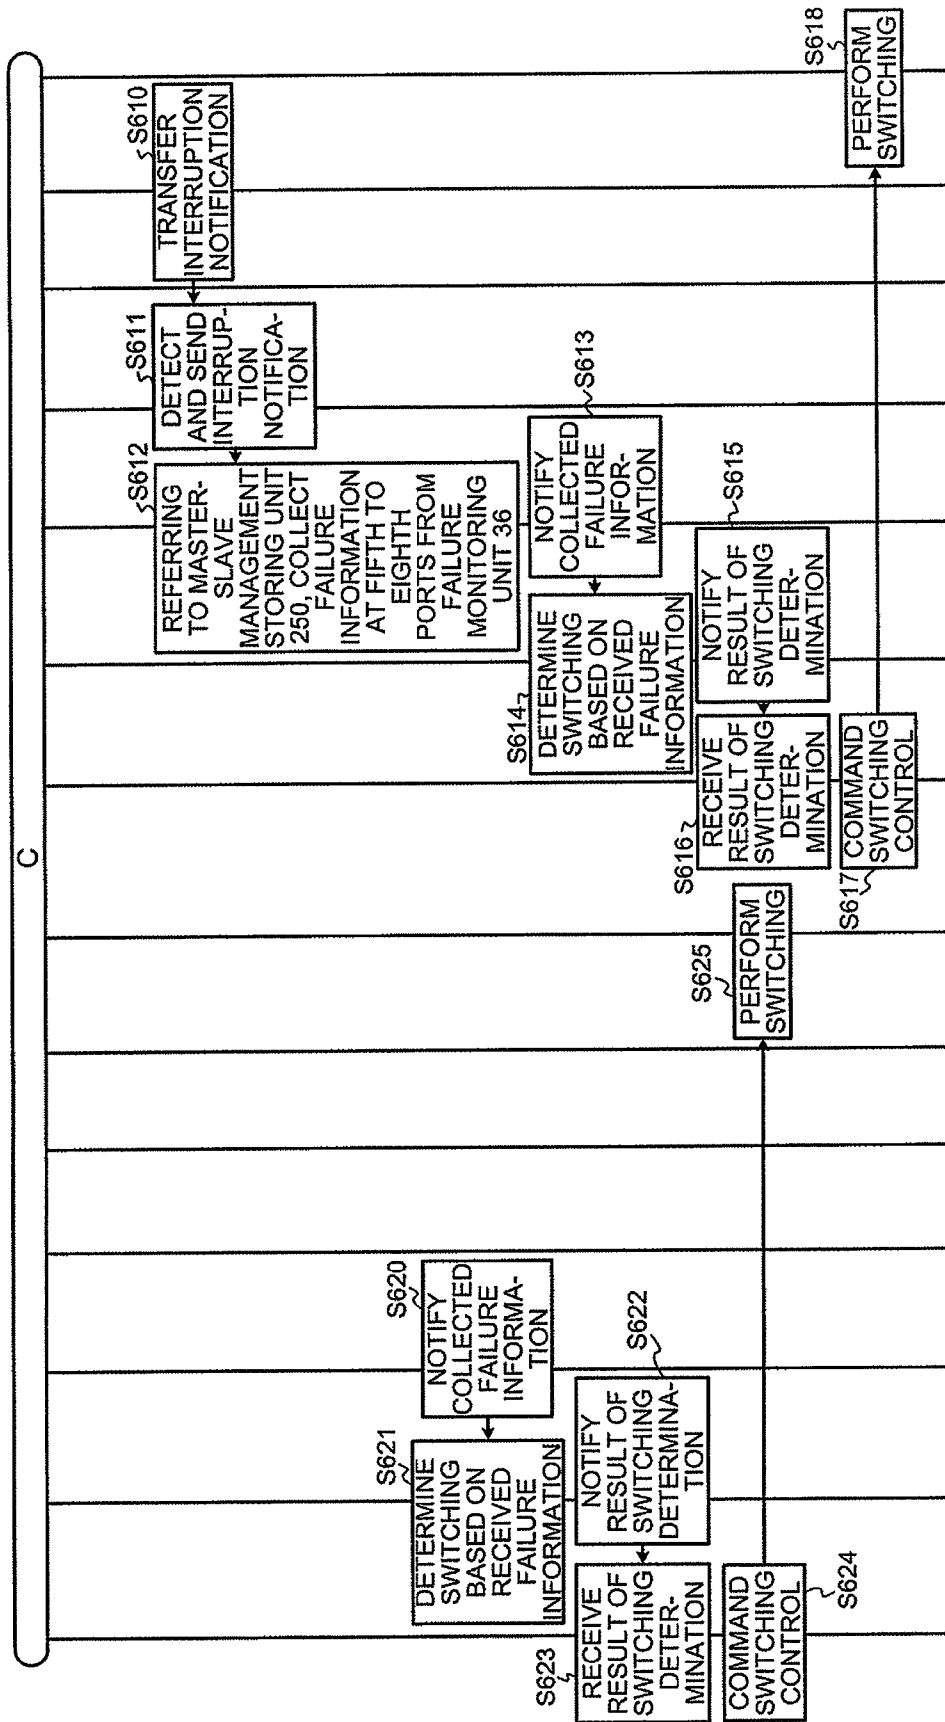 C
S610
TRANSFER
INTERRUPTION
NOTIFICATION
S611
DETECT
AND SEND
INTERRUP-
TION
NOTIFICA-
TION
S612
REFERRING
TO MASTER-
SLAVE
MANAGEMENT
STORING UNIT
250, COLLECT
FAILURE
INFORMATION
AT FIFTH TO
EIGHTH
PORTS FROM
FAILURE
MONITORING
UNIT 36
S613
NOTIFY
COLLECTED
FAILURE
INFOR-
MATION
S614
DETERMINE
SWITCHING
BASED ON
RECEIVED
FAILURE
INFORMATION
S615
NOTIFY
RESULT OF
SWITCHING
DETER-
MINATION
S616
RECEIVE
RESULT OF
SWITCHING
DETER-
MINATION
S617
COMMAND
SWITCHING
CONTROL
S618
PERFORM
SWITCHING
S620
NOTIFY
COLLECTED
FAILURE
INFORMA-
TION
S621
DETERMINE
SWITCHING
BASED ON
RECEIVED
FAILURE
INFORMATION
S622
NOTIFY
RESULT OF
SWITCHING
DETERMINA-
TION
S623
RECEIVE
RESULT OF
SWITCHING
DETER-
MINATION
S624
COMMAND
SWITCHING
CONTROL
S625
PERFORM
SWITCHING